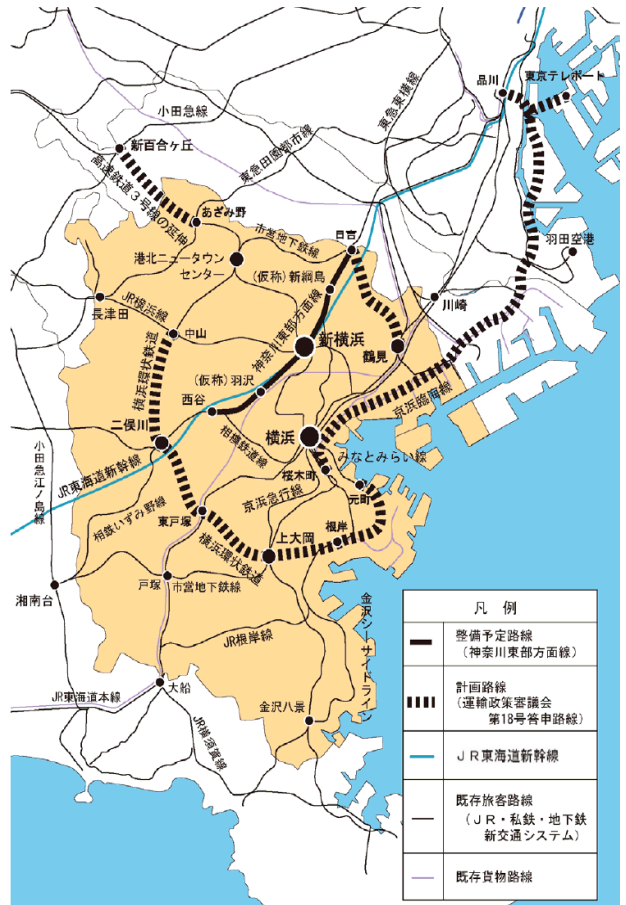 品川
東京テレポート
小田急線
東急東横線
新百合ヶ丘
東急田園都市線
高速鉄道3号線の延伸
あざみ野
市営地下鉄線
日吉
羽田空港
港北ニュータウン
センター
(仮称)新綱島
神奈川東部方面線
長津田
JR横浜線
川崎
中山
新横浜
鶴見
横浜環状鉄道
(仮称)羽沢
西谷
京浜臨海線
二俣川
相模鉄道線
横浜
みなとみらい線
小田急江ノ島線
JR東海道新幹線
桜木町
京浜急行線
元町
相鉄いずみ野線
東戸塚
根岸
横浜環状鉄道
上大岡
湘南台
戸塚
市営地下鉄線
金沢シーサイドライン
JR根岸線
JR東海道本線
大船
金沢八景
JR横須賀線
凡例
整備予定路線
(神奈川東部方面線)
計画路線
(運輸政策審議会
第18号答申路線)
JR東海道新幹線
既存旅客路線
(JR・私鉄・地下鉄
新交通システム)
既存貨物路線